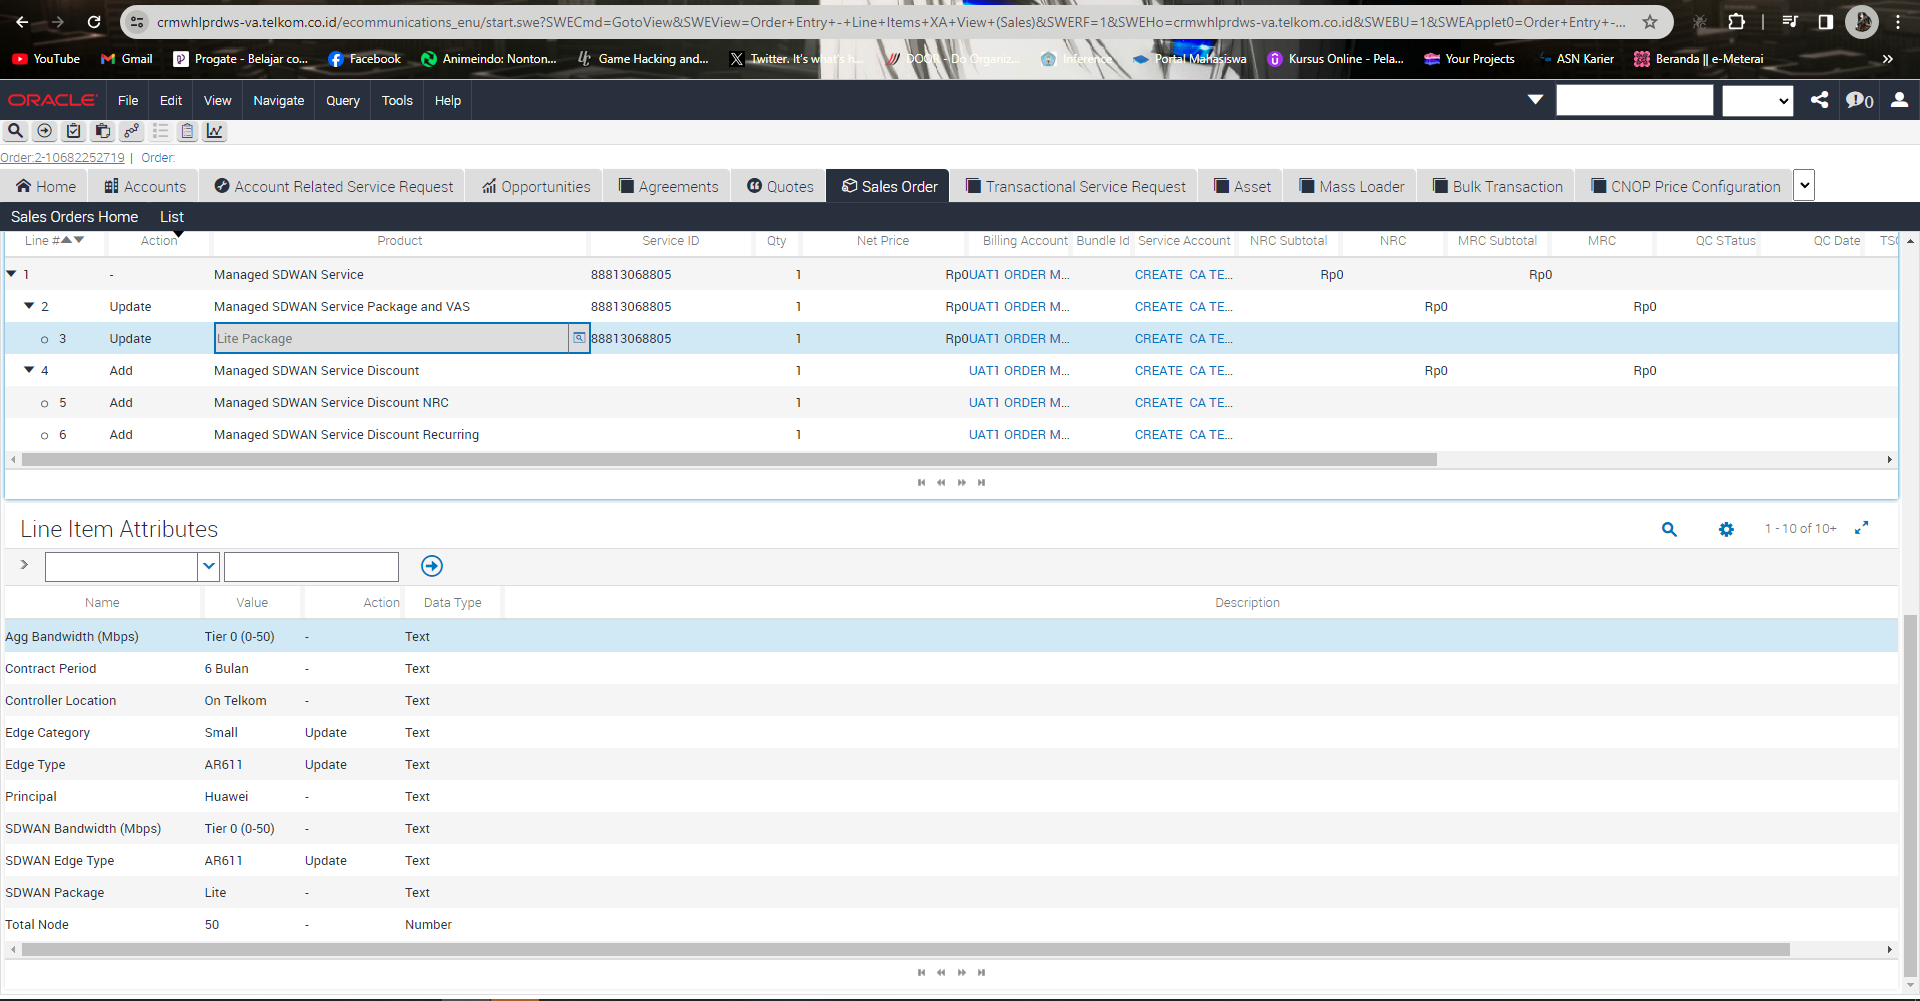 crmwhlprdws-va.telkom.co.id/ecommunications_enu/start.swe?SWECmd=GotoView&SWEView=Order+Entry+-+Line+Items+XA+View+(Sales)&SWERF=1&SWEHo=crmwhlprdws-va.telkom.co.id&SWEBU=1&SWEApplet0=Order+Entry+-...
YouTube Gmail Progate - Belajar co... Facebook Animeindo: Nonton... Game Hacking and... Twitter. It's what's h... DOOR - Do Organiz... Inference Portal Mahasiswa Kursus Online - Pela... Your Projects ASN Karier Beranda || e-Meterai
ORACLE File Edit View Navigate Query Tools Help 0
Order:2-10682252719 | Order:
Home Accounts Account Related Service Request Opportunities Agreements Quotes Sales Order Transactional Service Request Asset Mass Loader Bulk Transaction CNOP Price Configuration
Sales Orders Home List
Line # Action Product Service ID Qty Net Price Billing Account Bundle Id Service Account NRC Subtotal NRC MRC Subtotal MRC QC STatus QC Date TSC
1 - Managed SDWAN Service 88813068805 1 Rp0 UAT1 ORDER M... CREATE CA TE... Rp0 Rp0
2 Update Managed SDWAN Service Package and VAS 88813068805 1 Rp0 UAT1 ORDER M... CREATE CA TE... Rp0 Rp0
3 Update Lite Package 88813068805 1 Rp0 UAT1 ORDER M... CREATE CA TE...
4 Add Managed SDWAN Service Discount 1 UAT1 ORDER M... CREATE CA TE... Rp0 Rp0
5 Add Managed SDWAN Service Discount NRC 1 UAT1 ORDER M... CREATE CA TE...
6 Add Managed SDWAN Service Discount Recurring 1 UAT1 ORDER M... CREATE CA TE...
Line Item Attributes 1 - 10 of 10+
Name Value Action Data Type Description
Agg Bandwidth (Mbps) Tier 0 (0-50) - Text
Contract Period 6 Bulan - Text
Controller Location On Telkom - Text
Edge Category Small Update Text
Edge Type AR611 Update Text
Principal Huawei - Text
SDWAN Bandwidth (Mbps) Tier 0 (0-50) - Text
SDWAN Edge Type AR611 Update Text
SDWAN Package Lite - Text
Total Node 50 - Number